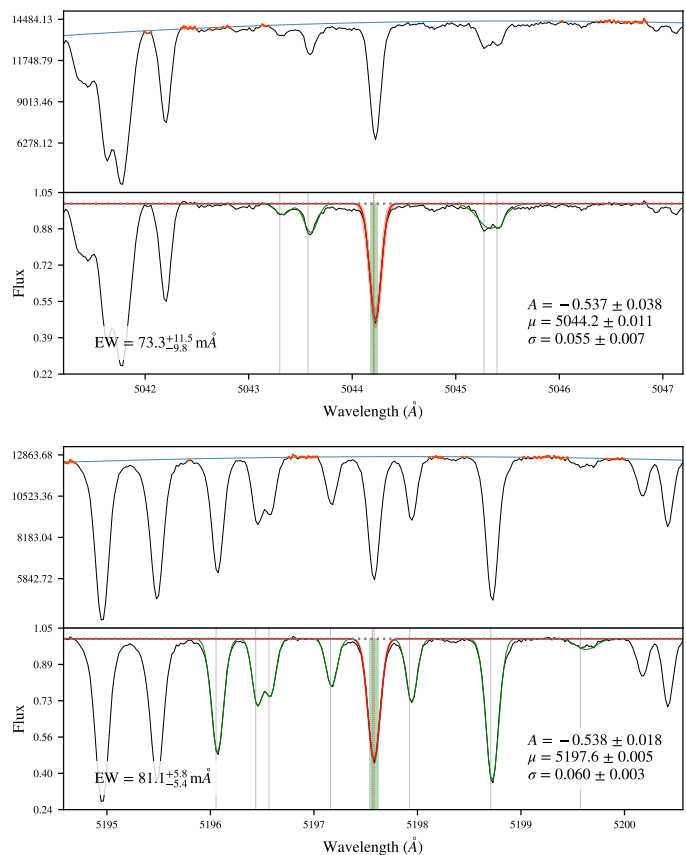 14484.13
11748.79
9013.46
6278.12
1.05
0.88
0.72
0.55
0.39
0.22
Flux
A = −0.537 ± 0.038
μ = 5044.2 ± 0.011
σ = 0.055 ± 0.007
EW = 73.3^{+11.5}_{−9.8} mÅ
5042 5043 5044 5045 5046 5047
Wavelength (Å)
12863.68
10523.36
8183.04
5842.72
1.05
0.89
0.73
0.56
0.40
0.24
Flux
A = −0.538 ± 0.018
μ = 5197.6 ± 0.005
σ = 0.060 ± 0.003
EW = 81.1^{+5.8}_{−5.4} mÅ
5195 5196 5197 5198 5199 5200
Wavelength (Å)